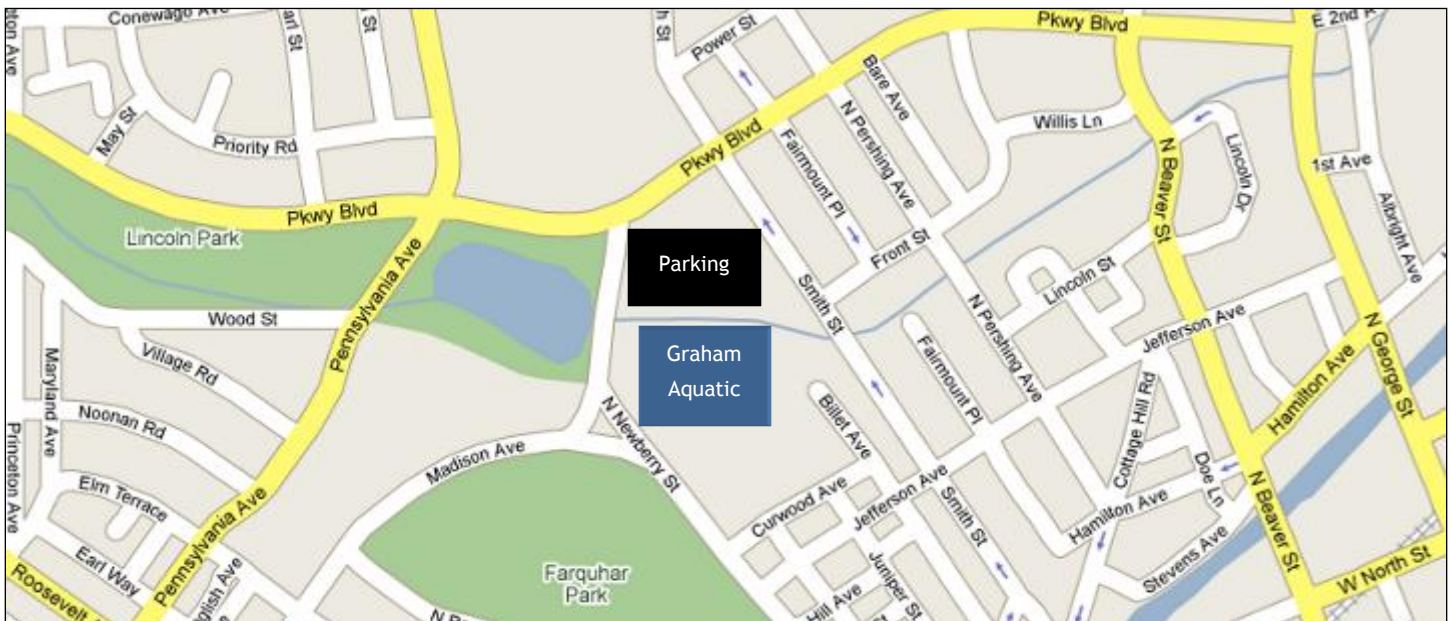 Conewago Ave
Pkwy Blvd
E 2nd
Power St
Bare Ave
May St
Priority Rd
Pkwy Blvd
Fairmount Pl
N Pershing Ave
Willis Ln
N Beaver St
Lincoln Dr
1st Ave
Albright Ave
Pkwy Blvd
Lincoln Park
Pennsylvania Ave
Parking
Front St
Smith St
Lincoln St
N Pershing Ave
Wood St
Village Rd
Maryland Ave
Noonan Rd
Princeton Ave
Graham
Aquatic
Fairmount Pl
Billet Ave
Jefferson Ave
Hamilton Ave
N George St
N Newberry St
Madison Ave
Cottage Hill Rd
Doe Ln
Elm Terrace
Pennsylvania Ave
Curwood Ave
Jefferson Ave
Smith St
Hamilton Ave
N Beaver St
Stevens Ave
W North St
Earl Way
Roosevelt
Farquhar
Park
Juniper St
Hill Ave